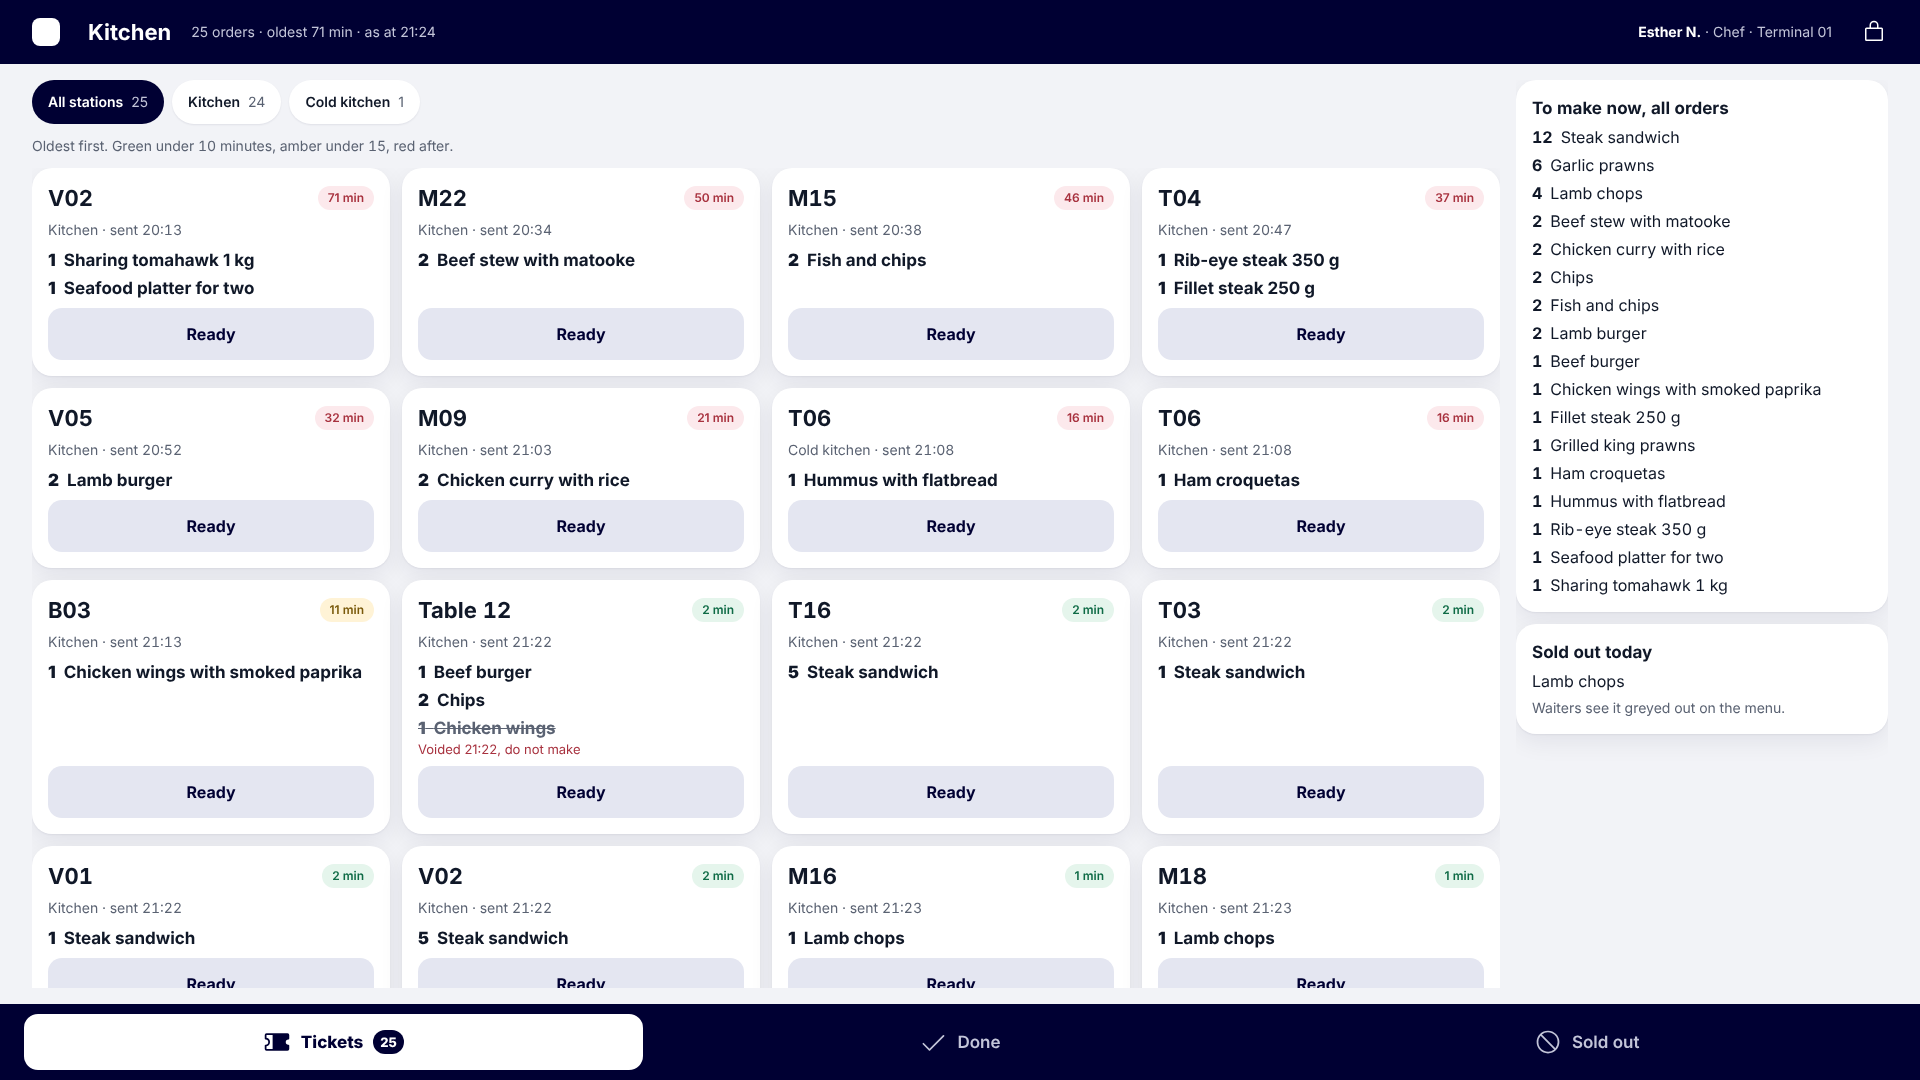 Kitchen
25 orders · oldest 71 min · as at 21:24
Esther N. · Chef · Terminal 01
All stations 25
Kitchen 24
Cold kitchen 1
Oldest first. Green under 10 minutes, amber under 15, red after.
V02
71 min
Kitchen · sent 20:13
1 Sharing tomahawk 1 kg
1 Seafood platter for two
Ready
M22
50 min
Kitchen · sent 20:34
2 Beef stew with matooke
Ready
M15
46 min
Kitchen · sent 20:38
2 Fish and chips
Ready
T04
37 min
Kitchen · sent 20:47
1 Rib-eye steak 350 g
1 Fillet steak 250 g
Ready
V05
32 min
Kitchen · sent 20:52
2 Lamb burger
Ready
M09
21 min
Kitchen · sent 21:03
2 Chicken curry with rice
Ready
T06
16 min
Cold kitchen · sent 21:08
1 Hummus with flatbread
Ready
T06
16 min
Kitchen · sent 21:08
1 Ham croquetas
Ready
B03
11 min
Kitchen · sent 21:13
1 Chicken wings with smoked paprika
Ready
Table 12
2 min
Kitchen · sent 21:22
1 Beef burger
2 Chips
1 Chicken wings
Voided 21:22, do not make
Ready
T16
2 min
Kitchen · sent 21:22
5 Steak sandwich
Ready
T03
2 min
Kitchen · sent 21:22
1 Steak sandwich
Ready
V01
2 min
Kitchen · sent 21:22
1 Steak sandwich
Ready
V02
2 min
Kitchen · sent 21:22
5 Steak sandwich
Ready
M16
1 min
Kitchen · sent 21:23
1 Lamb chops
Ready
M18
1 min
Kitchen · sent 21:23
1 Lamb chops
Ready
To make now, all orders
12 Steak sandwich
6 Garlic prawns
4 Lamb chops
2 Beef stew with matooke
2 Chicken curry with rice
2 Chips
2 Fish and chips
2 Lamb burger
1 Beef burger
1 Chicken wings with smoked paprika
1 Fillet steak 250 g
1 Grilled king prawns
1 Ham croquetas
1 Hummus with flatbread
1 Rib-eye steak 350 g
1 Seafood platter for two
1 Sharing tomahawk 1 kg
Sold out today
Lamb chops
Waiters see it greyed out on the menu.
Tickets 25
Done
Sold out